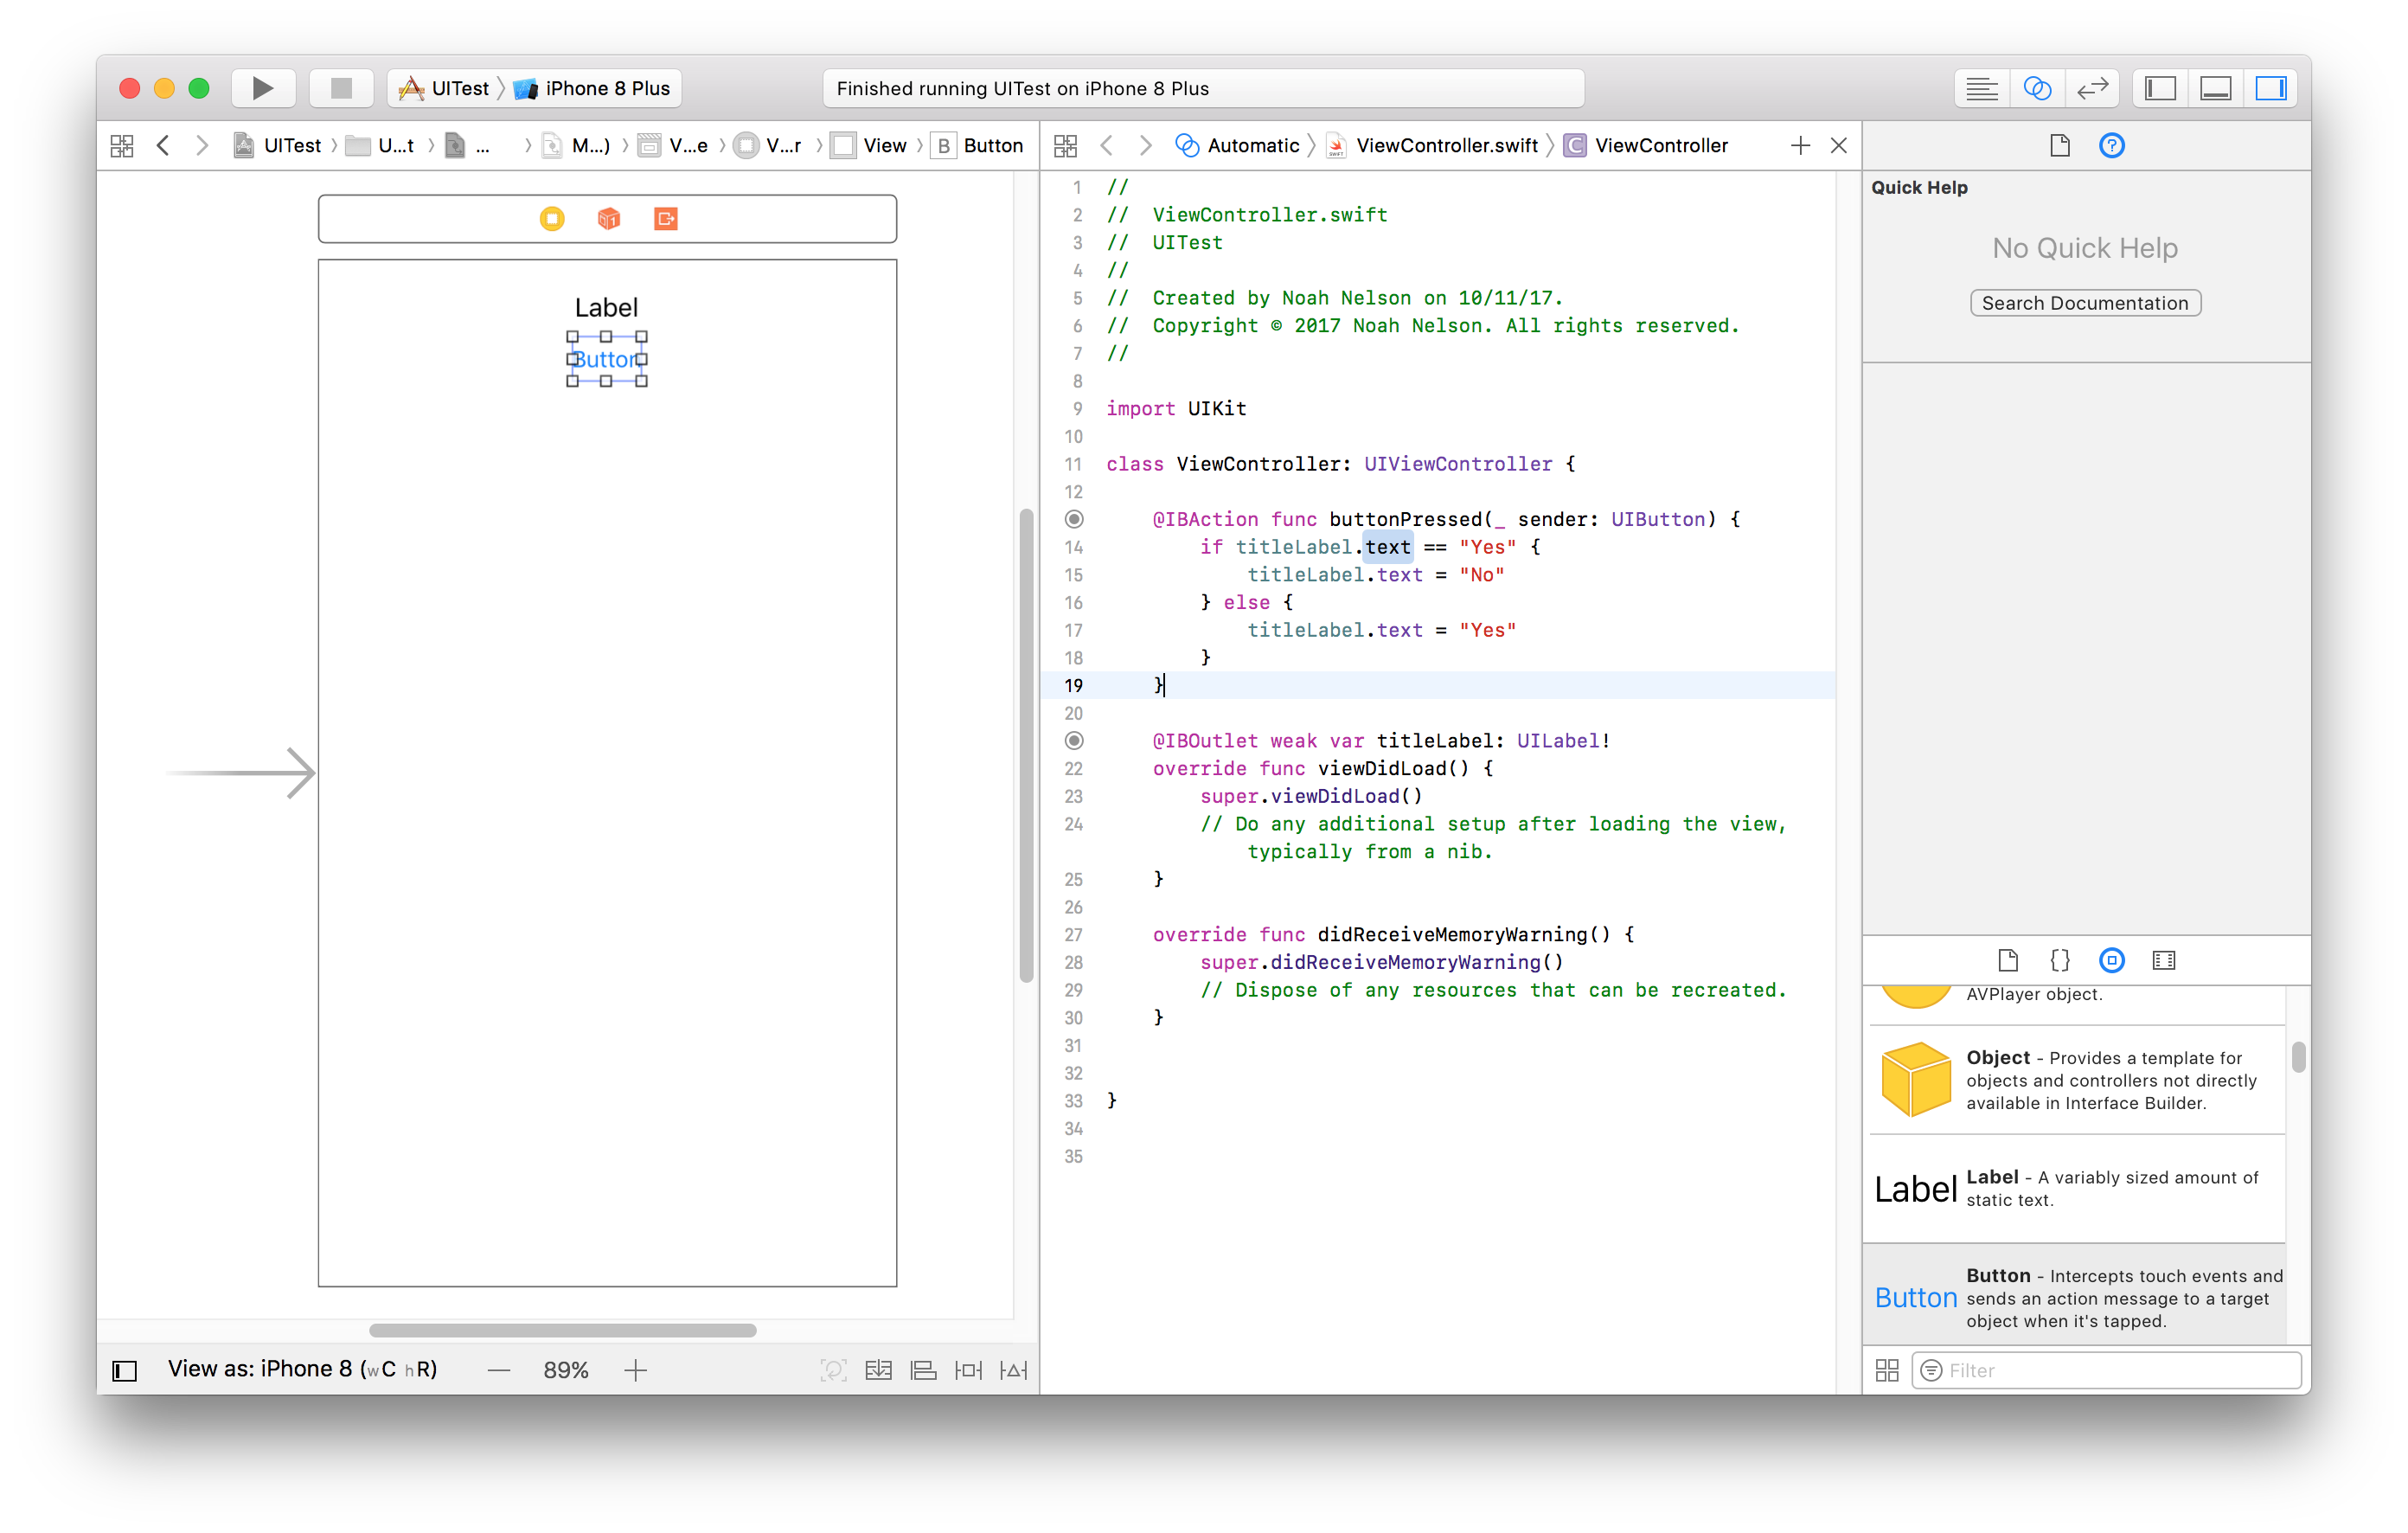 UITest
iPhone 8 Plus
Finished running UITest on iPhone 8 Plus
UITest
U...t
...
M...)
V...e
V...r
View
B
Button
Automatic
ViewController.swift
C
ViewController
Quick Help
No Quick Help
Search Documentation
Label
Button
1 //
2 //  ViewController.swift
3 //  UITest
4 //
5 //  Created by Noah Nelson on 10/11/17.
6 //  Copyright © 2017 Noah Nelson. All rights reserved.
7 //
8
9 import UIKit
10
11 class ViewController: UIViewController {
12
@IBAction func buttonPressed(_ sender: UIButton) {
14 if titleLabel.text == "Yes" {
15 titleLabel.text = "No"
16 } else {
17 titleLabel.text = "Yes"
18 }
19 }
20
@IBOutlet weak var titleLabel: UILabel!
22 override func viewDidLoad() {
23 super.viewDidLoad()
24 // Do any additional setup after loading the view,
typically from a nib.
25 }
26
27 override func didReceiveMemoryWarning() {
28 super.didReceiveMemoryWarning()
29 // Dispose of any resources that can be recreated.
30 }
31
32
33 }
34
35
AVPlayer object.
Object - Provides a template for
objects and controllers not directly
available in Interface Builder.
Label
Label - A variably sized amount of
static text.
Button
Button - Intercepts touch events and
sends an action message to a target
object when it's tapped.
View as: iPhone 8 (wC hR)
89%
Filter